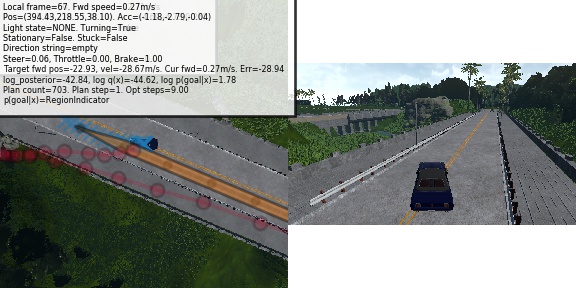 Local frame=67. Fwd speed=0.27m/s
Pos=(394.43,218.55,38.10). Acc=(-1.18,-2.79,-0.04)
Light state=NONE. Turning=True
Stationary=False. Stuck=False
Direction string=empty
Steer=0.06, Throttle=0.00, Brake=1.00
Target fwd pos=-22.93, vel=-28.67m/s. Cur fwd=0.27m/s. Err=-28.94
log_posterior=-42.84, log q(x)=-44.62, log p(goal|x)=1.78
Plan count=703. Plan step=1. Opt steps=9.00
p(goal|x)=RegionIndicator